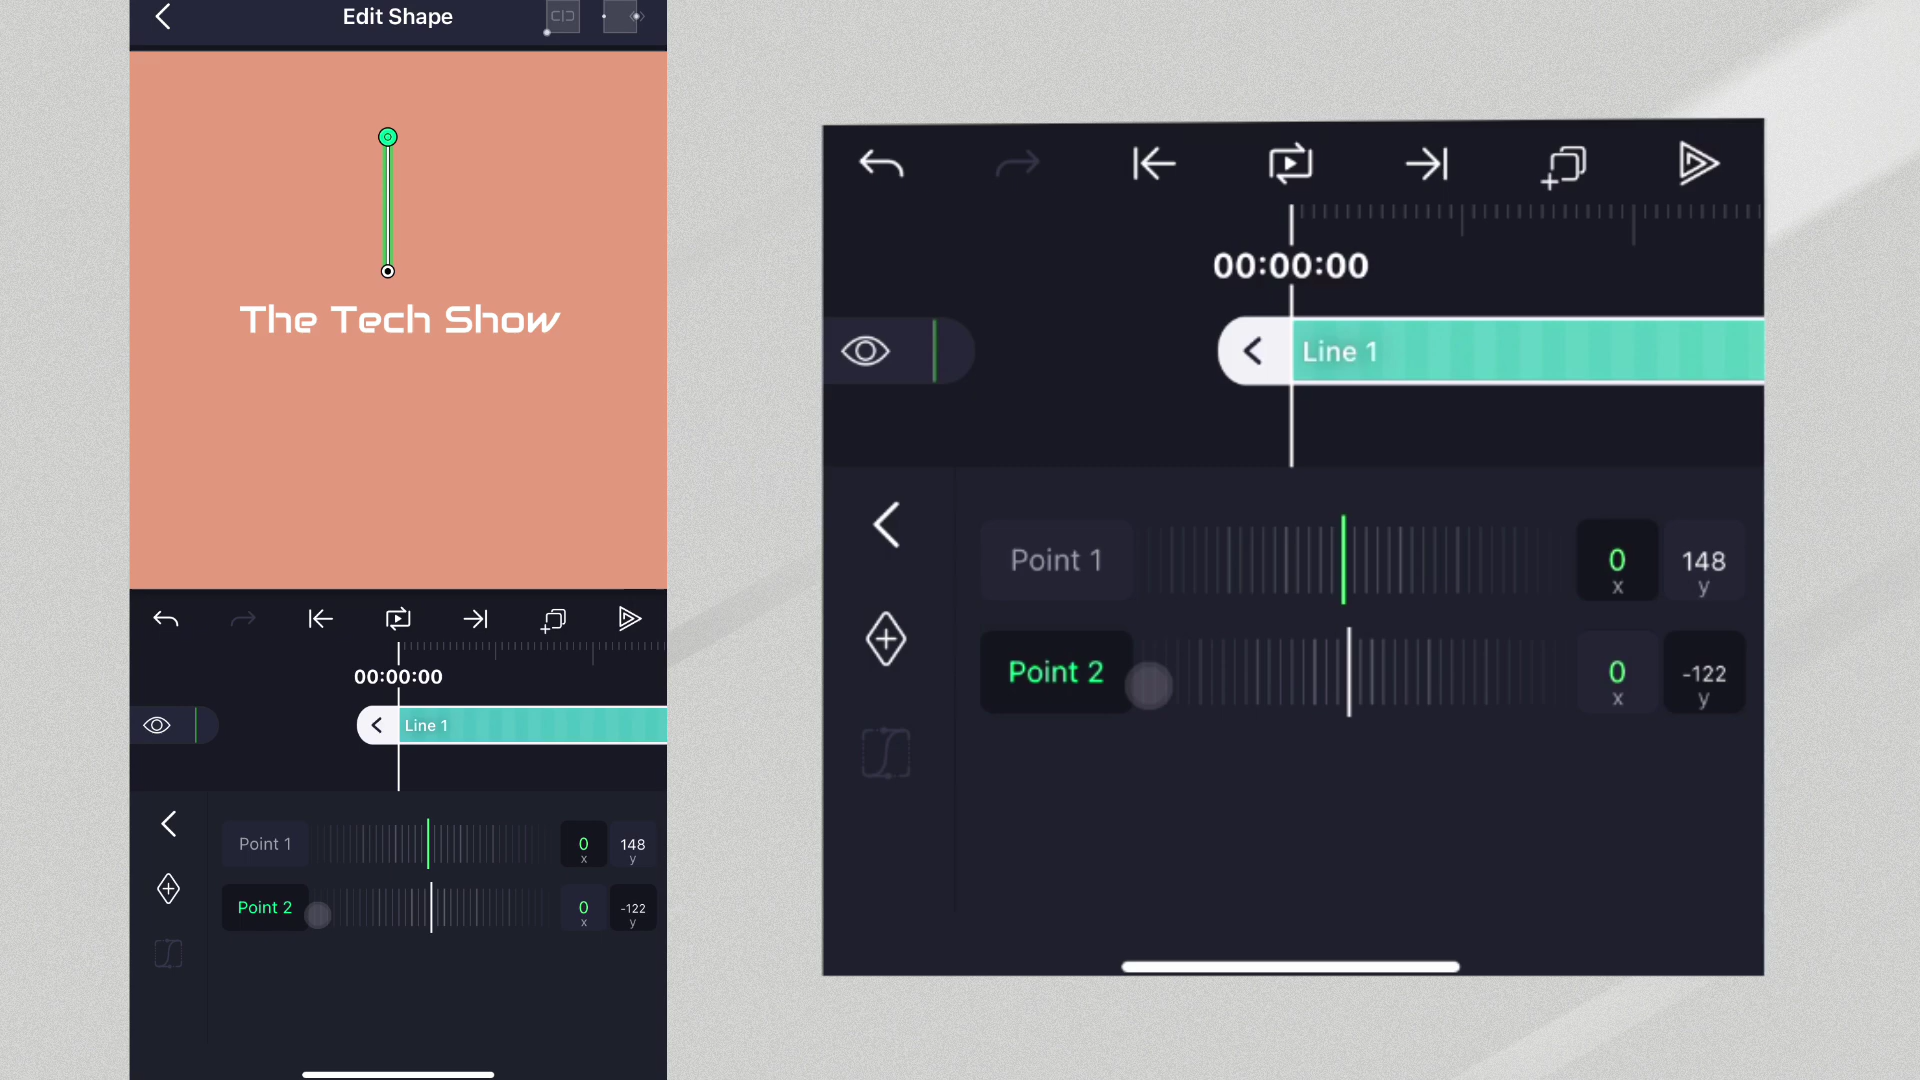 Edit Shape
The Tech Show
00:00:00
Line 1
Point 1
0
x
148
y
Point 2
0
x
-122
y
00:00:00
Line 1
Point 1
0
x
148
y
Point 2
0
x
-122
y